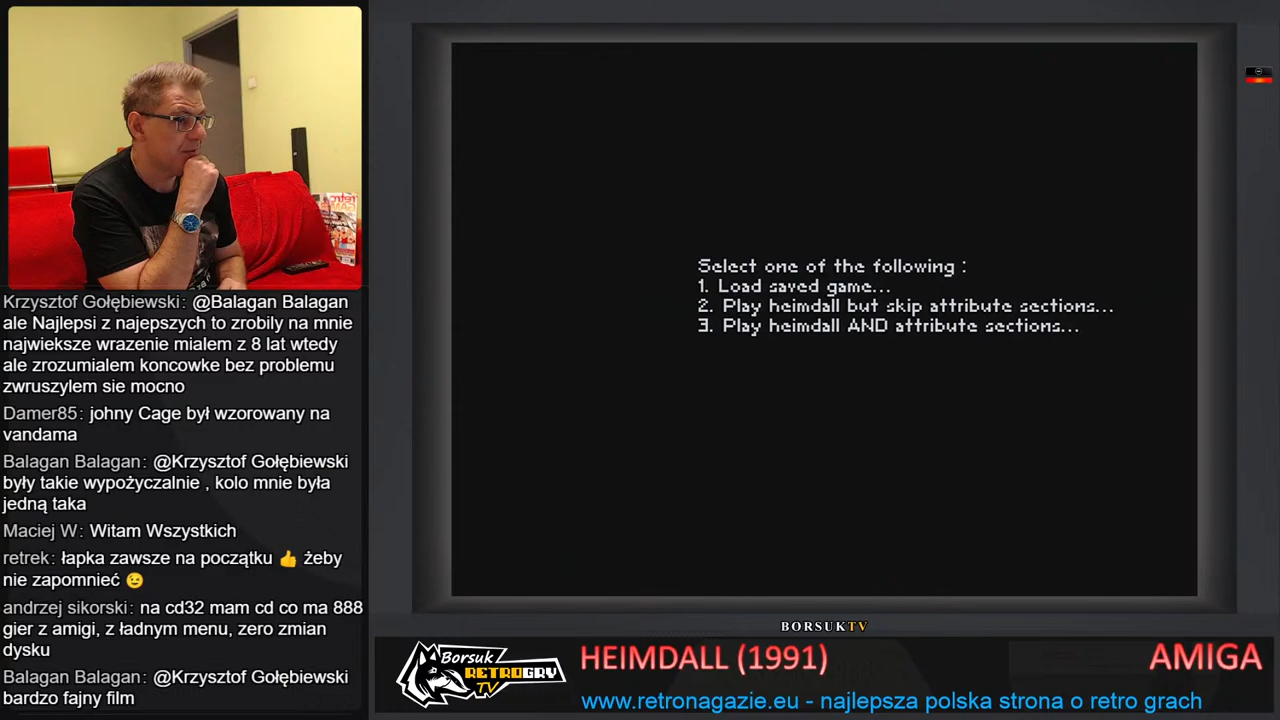 Krzysztof Gołębiewski: @Balagan Balagan
ale Najlepsi z najepszych to zrobily na mnie
najwieksze wrazenie mialem z 8 lat wtedy
ale zrozumialem koncowke bez problemu
zwruszylem sie mocno
Damer85: johny Cage był wzorowany na
vandama
Balagan Balagan: @Krzysztof Gołębiewski
były takie wypożyczalnie , kolo mnie była
jedną taka
Maciej W: Witam Wszystkich
retrek: łapka zawsze na początku 👍 żeby
nie zapomnieć 😉
andrzej sikorski: na cd32 mam cd co ma 888
gier z amigi, z ładnym menu, zero zmian
dysku
Balagan Balagan: @Krzysztof Gołębiewski
bardzo fajny film
Select one of the following :
1. Load saved game...
2. Play heimdall but skip attribute sections...
3. Play heimdall AND attribute sections...
BORSUKTV
Borsuk
RETROGRY
TV
HEIMDALL (1991)
AMIGA
www.retronagazie.eu - najlepsza polska strona o retro grach